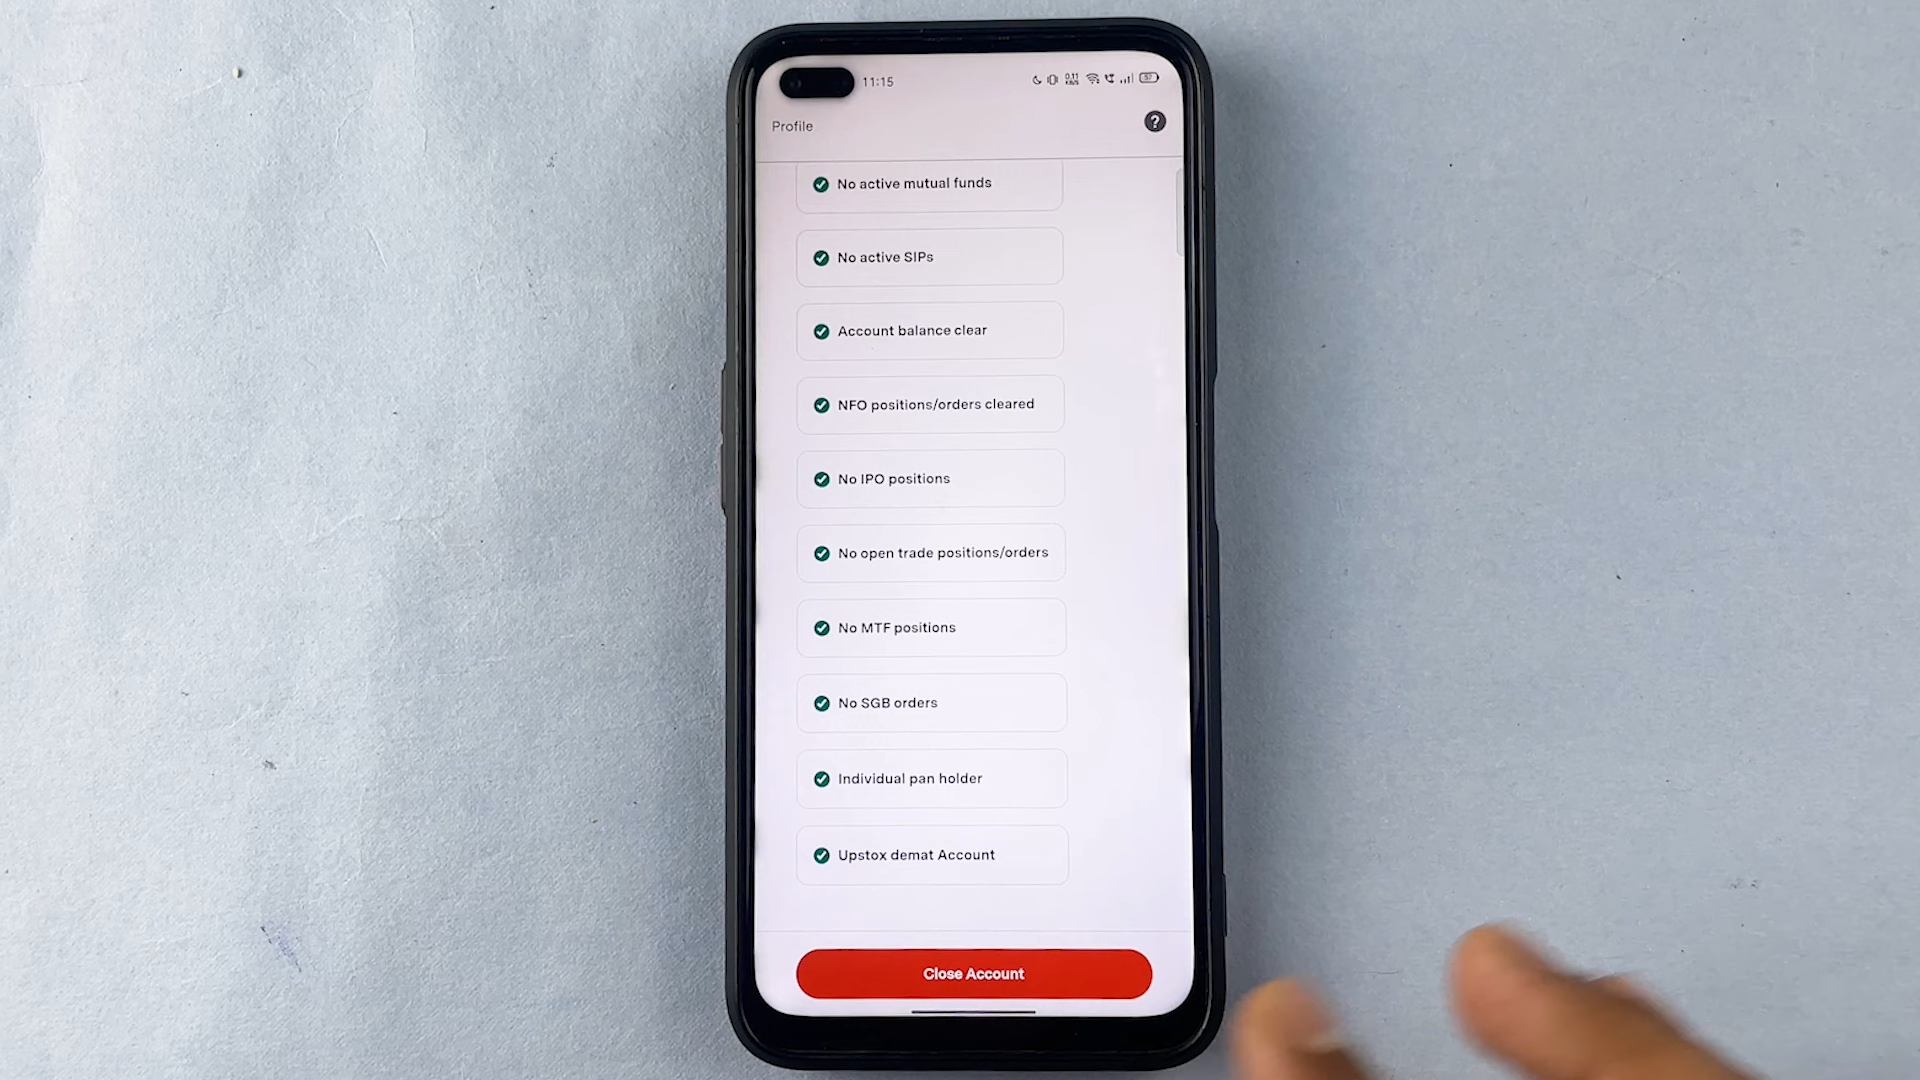 11:15
Profile
?
No active mutual funds
No active SIPs
Account balance clear
NFO positions/orders cleared
No IPO positions
No open trade positions/orders
No MTF positions
No SGB orders
Individual pan holder
Upstox demat Account
Close Account